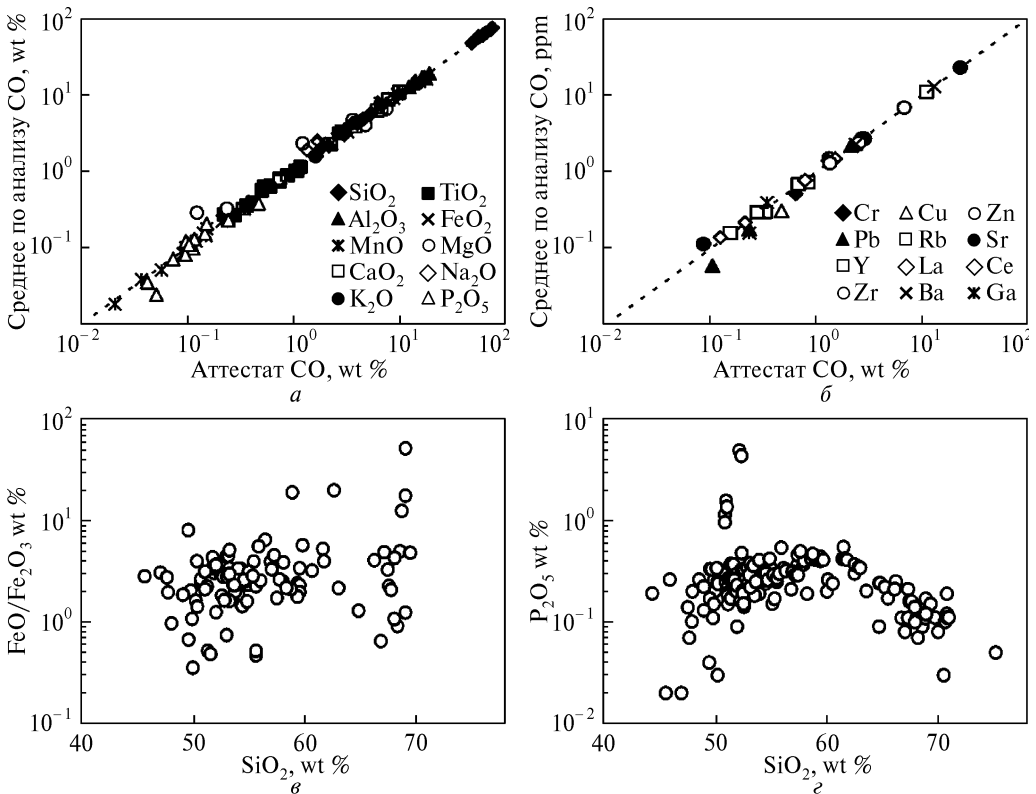 Среднее по анализу СО, wt %
10²
10¹
10⁰
10⁻¹
SiO₂ TiO₂
Al₂O₃ FeO₂
MnO MgO
CaO₂ Na₂O
K₂O P₂O₅
10⁻² 10⁻¹ 10⁰ 10¹ 10²
Аттестат СО, wt %
а
Среднее по анализу СО, ppm
10²
10¹
10⁰
10⁻¹
Cr Cu Zn
Pb Rb Sr
Y La Ce
Zr Ba Ga
10⁻² 10⁻¹ 10⁰ 10¹ 10²
Аттестат СО, wt %
б
FeO/Fe₂O₃ wt %
10²
10¹
10⁰
10⁻¹
40 50 60 70
SiO₂, wt %
в
P₂O₅ wt %
10¹
10⁰
10⁻¹
10⁻²
40 50 60 70
SiO₂, wt %
г